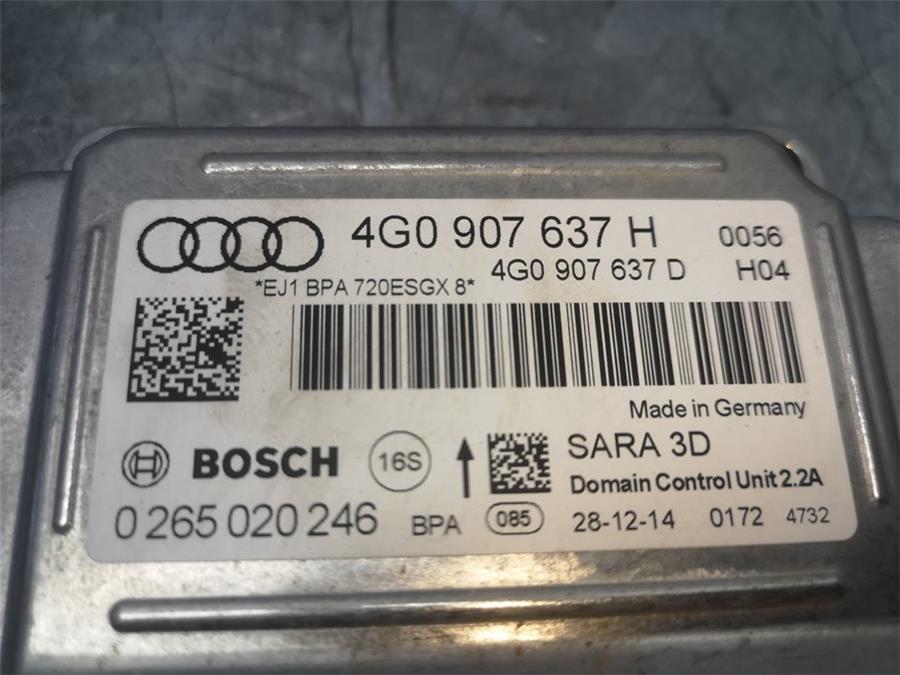 4G0 907 637 H 0056
4G0 907 637 D H04
*EJ1 BPA 720ESGX 8*
Made in Germany
BOSCH 16S SARA 3D
Domain Control Unit 2.2A
0 265 020 246 BPA 085 28-12-14 0172 4732